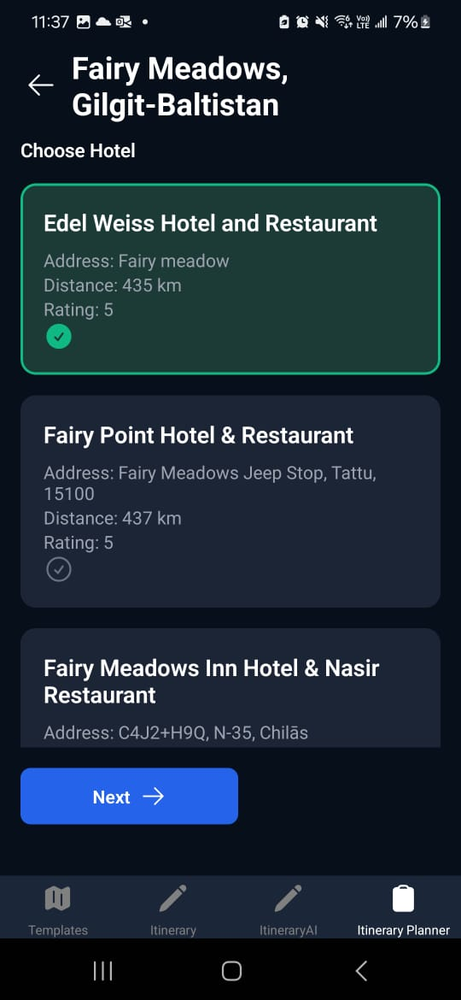 11:37
Vo))
LTE
7%
Fairy Meadows,
Gilgit-Baltistan
Choose Hotel
Edel Weiss Hotel and Restaurant
Address: Fairy meadow
Distance: 435 km
Rating: 5
Fairy Point Hotel & Restaurant
Address: Fairy Meadows Jeep Stop, Tattu,
15100
Distance: 437 km
Rating: 5
Fairy Meadows Inn Hotel & Nasir
Restaurant
Address: C4J2+H9Q, N-35, Chilās
Next
Templates
Itinerary
ItineraryAI
Itinerary Planner